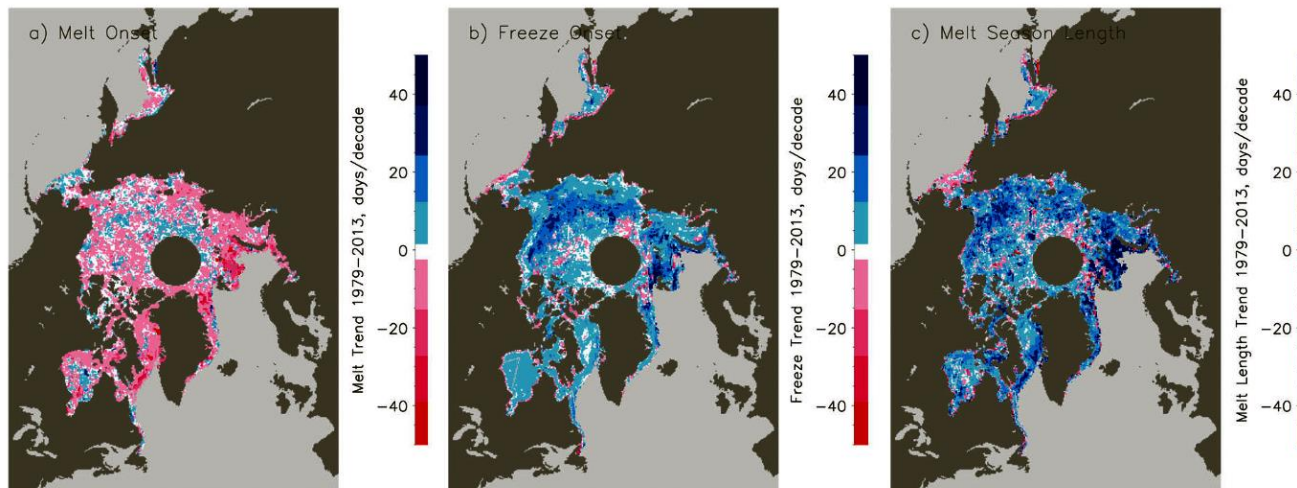 a) Melt Onset
b) Freeze Onset
c) Melt Season Length
40
20
0
-20
-40
Melt Trend 1979-2013, days/decade
40
20
0
-20
-40
Freeze Trend 1979-2013, days/decade
40
20
0
-20
-40
Melt Length Trend 1979-2013, days/decade